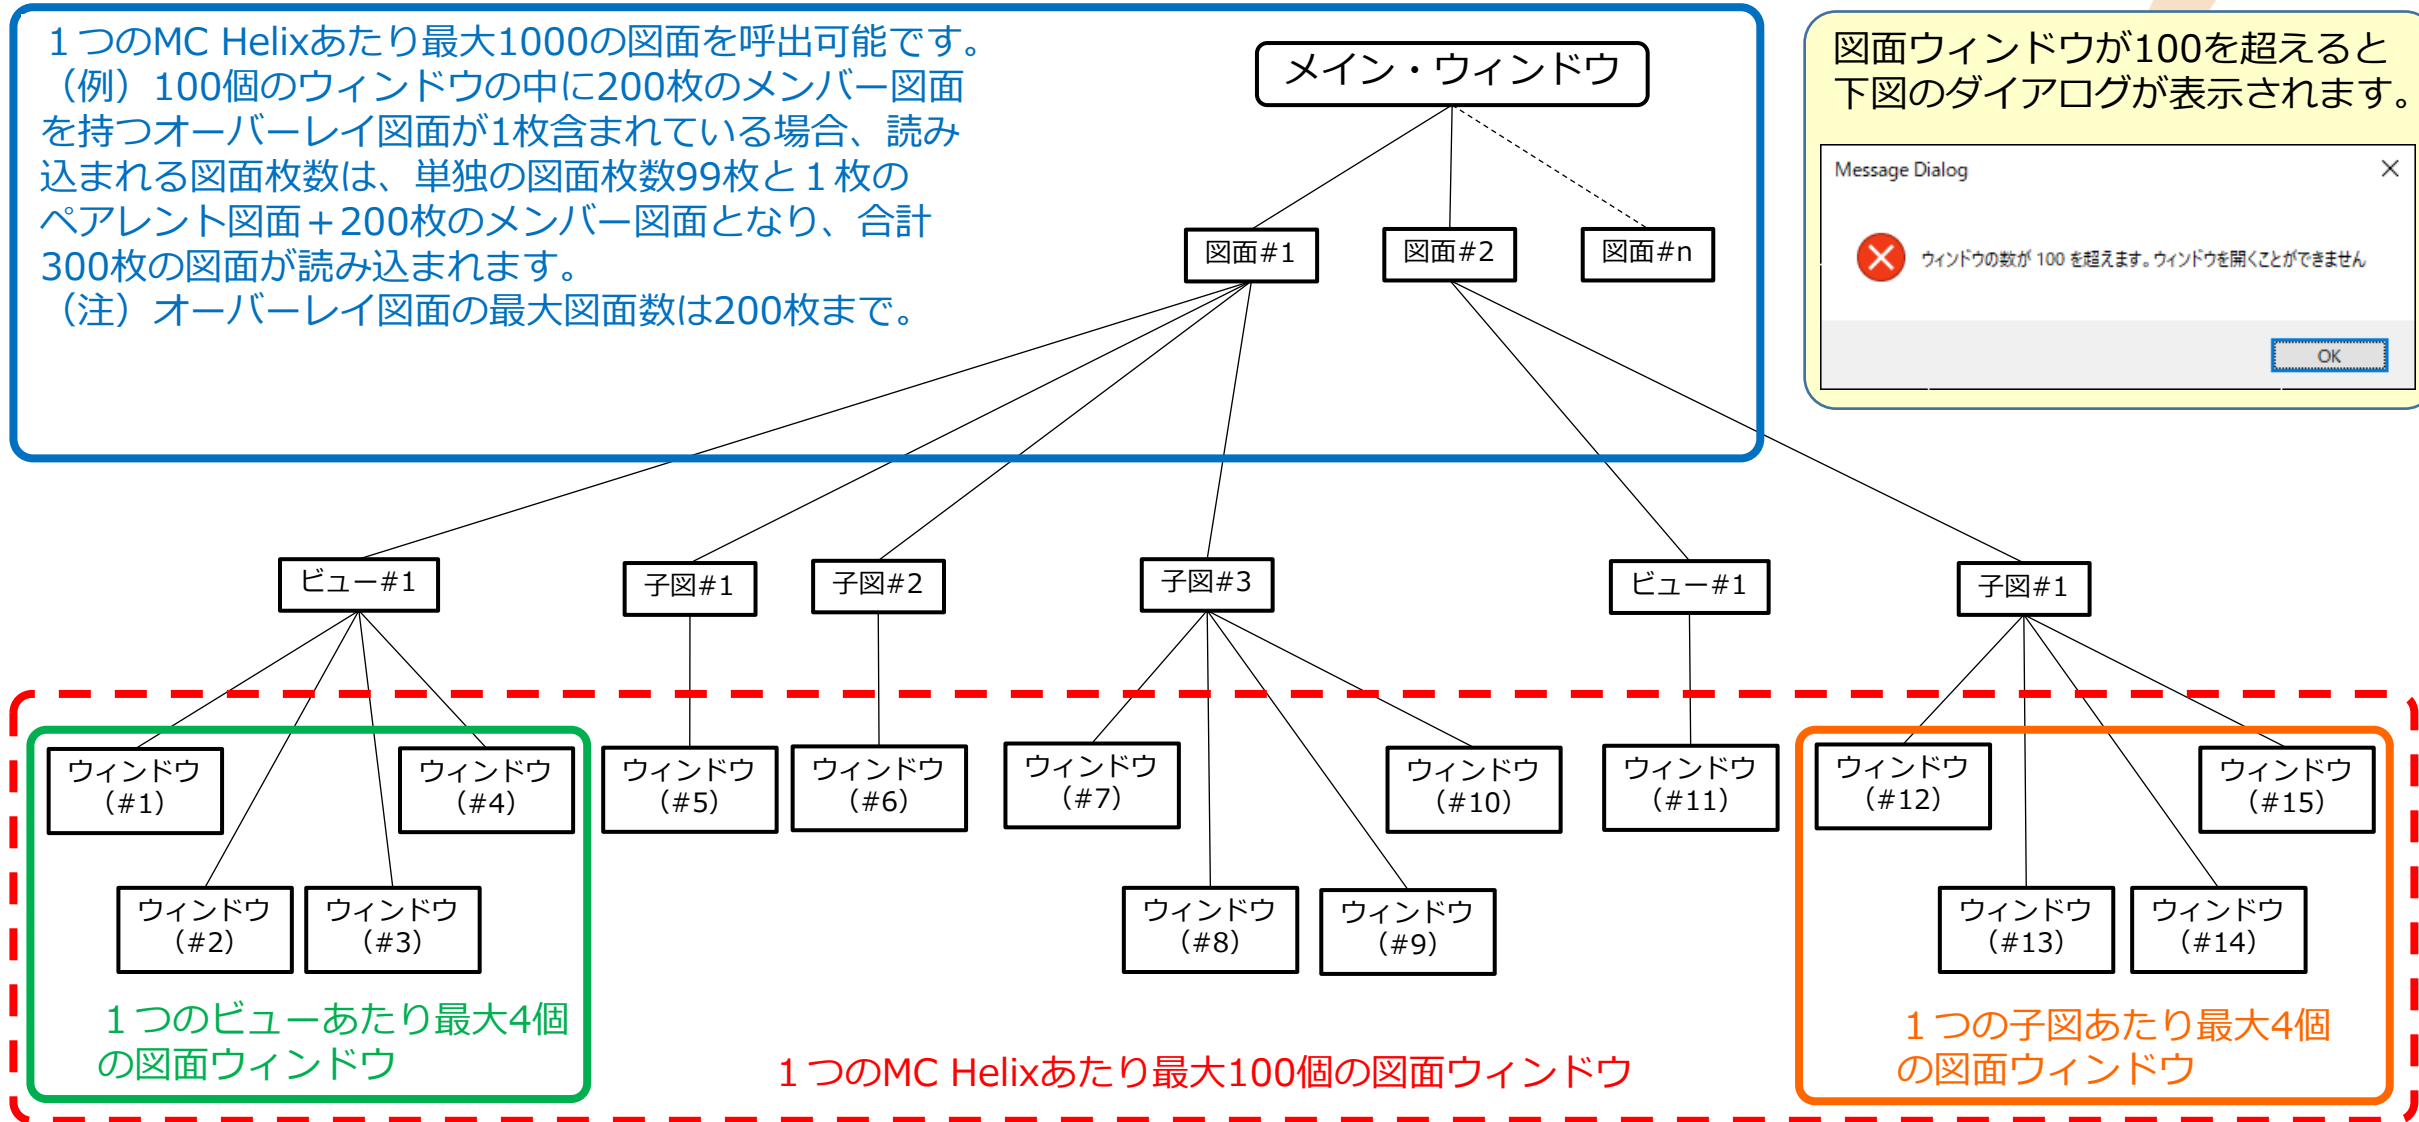 １つのMC Helixあたり最大1000の図面を呼出可能です。
（例）100個のウィンドウの中に200枚のメンバー図面
を持つオーバーレイ図面が1枚含まれている場合、読み
込まれる図面枚数は、単独の図面枚数99枚と１枚の
ペアレント図面＋200枚のメンバー図面となり、合計
300枚の図面が読み込まれます。
（注）オーバーレイ図面の最大図面数は200枚まで。
メイン・ウィンドウ
図面ウィンドウが100を超えると
下図のダイアログが表示されます。
Message Dialog
ウィンドウの数が 100 を超えます。ウィンドウを開くことができません
OK
図面#1
図面#2
図面#n
ビュー#1
子図#1
子図#2
子図#3
ビュー#1
子図#1
ウィンドウ
（#1）
ウィンドウ
（#4）
ウィンドウ
（#5）
ウィンドウ
（#6）
ウィンドウ
（#7）
ウィンドウ
（#10）
ウィンドウ
（#11）
ウィンドウ
（#12）
ウィンドウ
（#15）
ウィンドウ
（#2）
ウィンドウ
（#3）
ウィンドウ
（#8）
ウィンドウ
（#9）
ウィンドウ
（#13）
ウィンドウ
（#14）
１つのビューあたり最大4個
の図面ウィンドウ
１つのMC Helixあたり最大100個の図面ウィンドウ
１つの子図あたり最大4個
の図面ウィンドウ